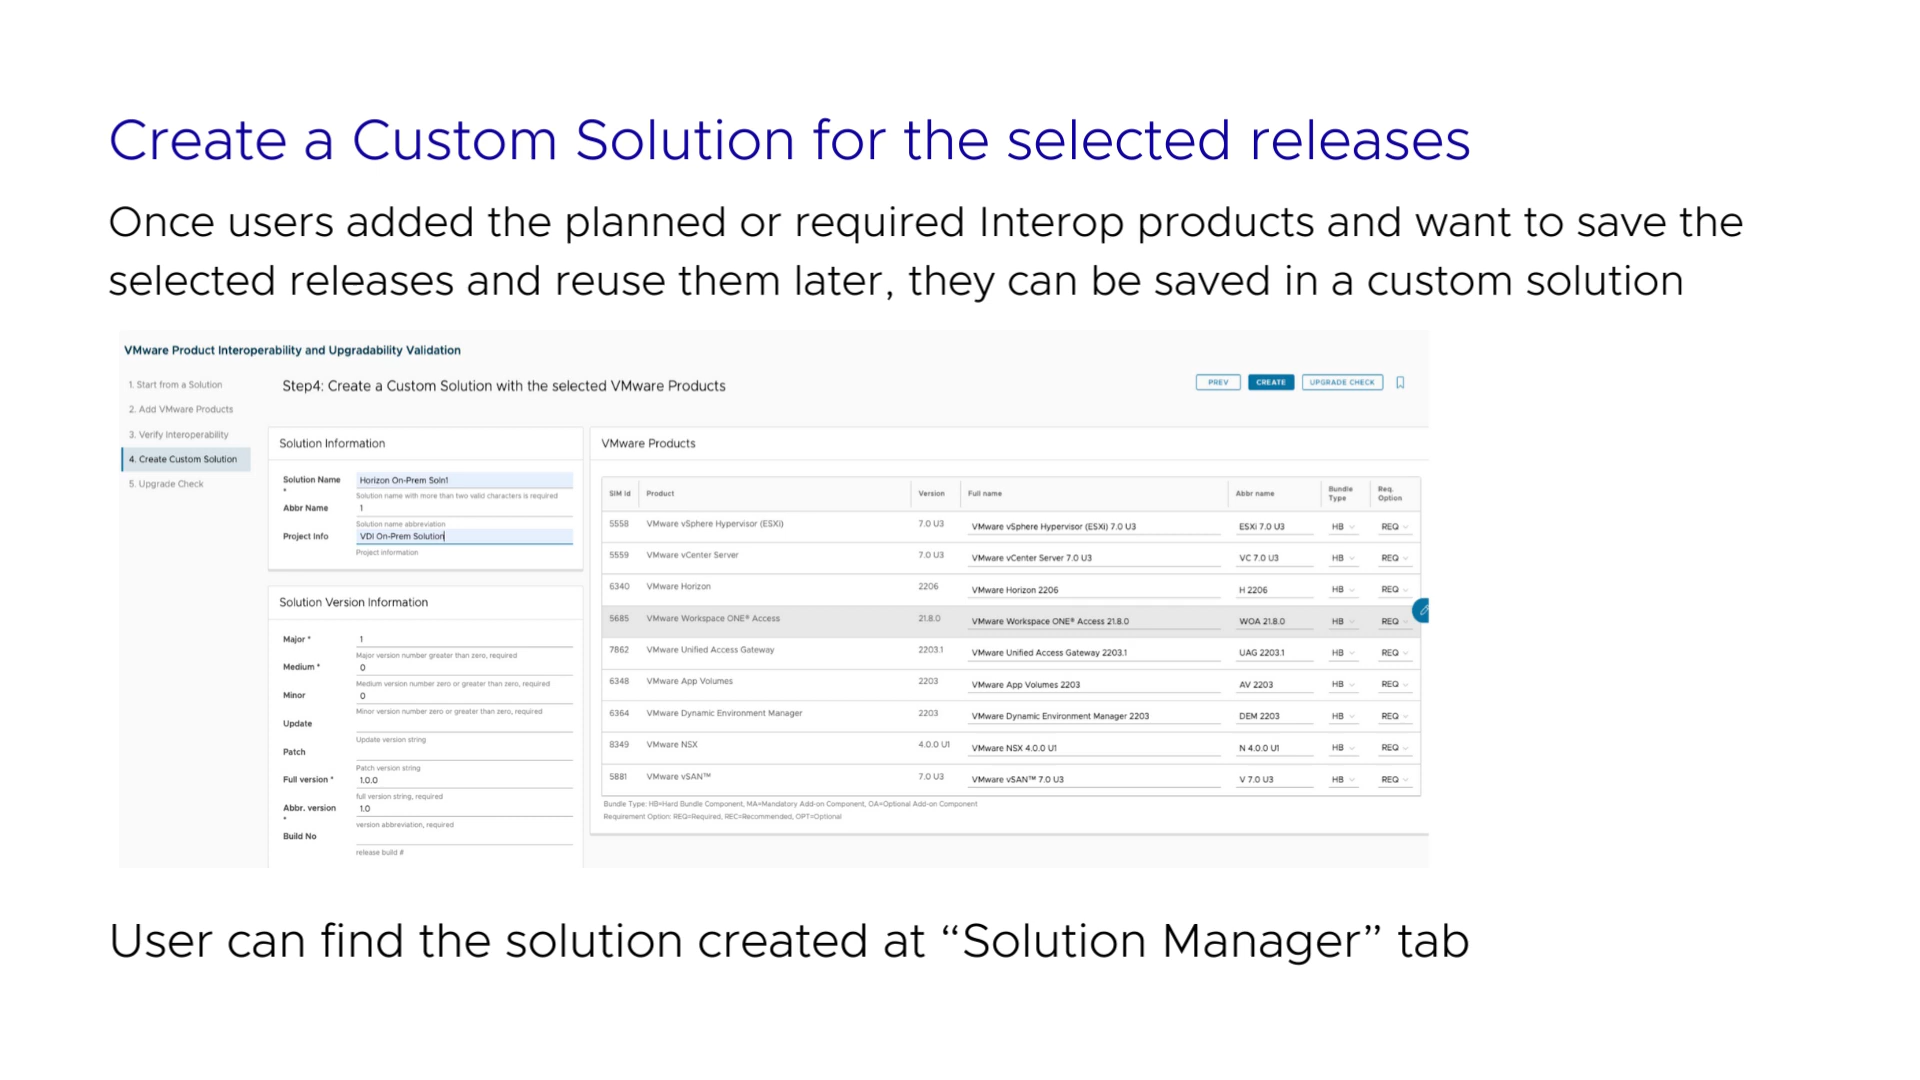 Create a Custom Solution for the selected releases
Once users added the planned or required Interop products and want to save the
selected releases and reuse them later, they can be saved in a custom solution
VMware Product Interoperability and Upgradability Validation
1. Start from a Solution
2. Add VMware Products
3. Verify Interoperability
4. Create Custom Solution
5. Upgrade Check
Step4: Create a Custom Solution with the selected VMware Products
PREV CREATE UPGRADE CHECK
Solution Information
Solution Name * Horizon On-Prem Soln1
Solution name with more than two valid characters is required
Abbr Name 1
Solution name abbreviation
Project Info VDI On-Prem Solution
Project information
Solution Version Information
Major * 1
Major version number greater than zero, required
Medium * 0
Medium version number zero or greater than zero, required
Minor 0
Minor version number zero or greater than zero, required
Update
Update version string
Patch
Patch version string
Full version * 1.0.0
full version string, required
Abbr. version * 1.0
version abbreviation, required
Build No
release build #
VMware Products
SIM Id Product Version Full name Abbr name Bundle Type Req. Option
5558 VMware vSphere Hypervisor (ESXi) 7.0 U3 VMware vSphere Hypervisor (ESXi) 7.0 U3 ESXi 7.0 U3 HB REQ
5559 VMware vCenter Server 7.0 U3 VMware vCenter Server 7.0 U3 VC 7.0 U3 HB REQ
6340 VMware Horizon 2206 VMware Horizon 2206 H 2206 HB REQ
5685 VMware Workspace ONE® Access 21.8.0 VMware Workspace ONE® Access 21.8.0 WOA 21.8.0 HB REQ
7862 VMware Unified Access Gateway 2203.1 VMware Unified Access Gateway 2203.1 UAG 2203.1 HB REQ
6348 VMware App Volumes 2203 VMware App Volumes 2203 AV 2203 HB REQ
6364 VMware Dynamic Environment Manager 2203 VMware Dynamic Environment Manager 2203 DEM 2203 HB REQ
8349 VMware NSX 4.0.0 U1 VMware NSX 4.0.0 U1 N 4.0.0 U1 HB REQ
5881 VMware vSAN™ 7.0 U3 VMware vSAN™ 7.0 U3 V 7.0 U3 HB REQ
Bundle Type: HB=Hard Bundle Component, MA=Mandatory Add-on Component, OA=Optional Add-on Component
Requirement Option: REQ=Required, REC=Recommended, OPT=Optional
User can find the solution created at “Solution Manager” tab